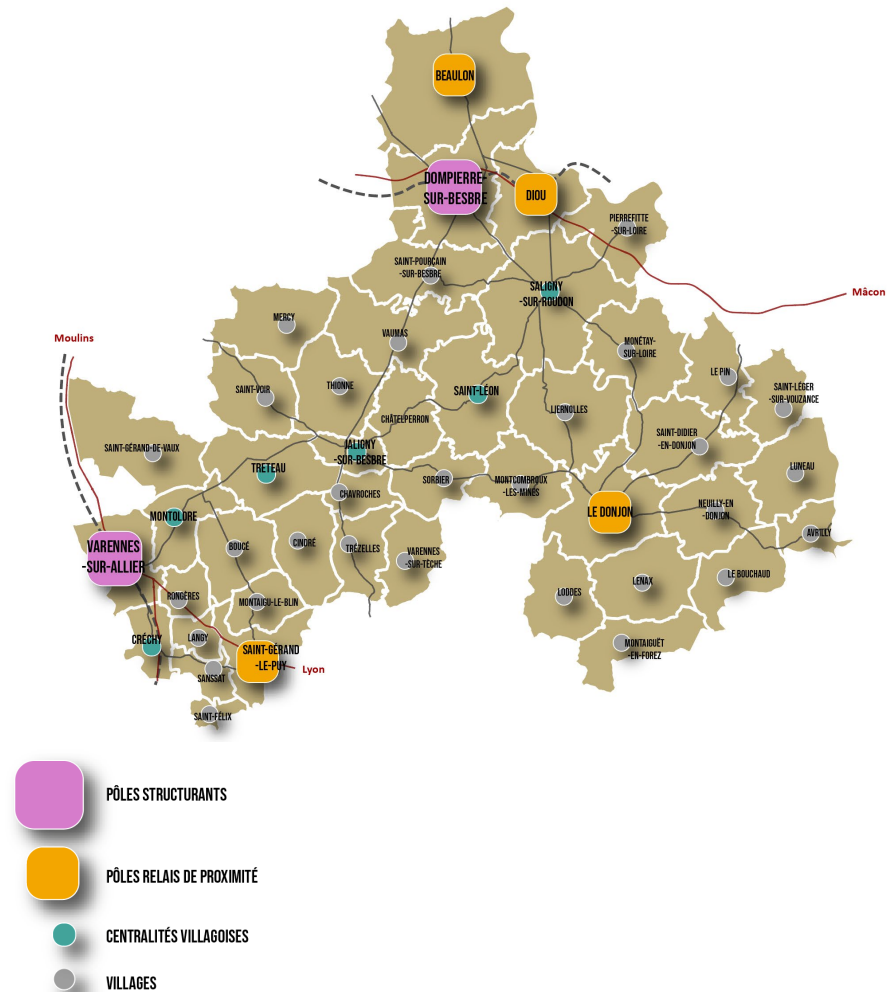 BEAULON
DOMPIERRE-
SUR-BESBRE
DIOU
PIERREFITTE
-SUR-LOIRE
SAINT-POURÇAIN
-SUR-BESBRE
SALIGNY
-SUR-ROUDON
Mâcon
MERCY
Moulins
VAUMAS
MONÉTAY-
SUR-LOIRE
LE PIN
SAINT-LÉGER
-SUR-VOUZANCE
SAINT-VOIR
THIONNE
SAINT-LÉON
CHÂTELPERRON
LIERNOLLES
SAINT-DIDIER
-EN-DONJON
SAINT-GÉRAND-DE-VAUX
JALIGNY
-SUR-BESBRE
TRETEAU
SORBIER
MONTCOMBROUX
-LES-MINES
LUNEAU
CHAVROCHES
MONTOLDRE
LE DONJON
NEUILLY-EN
-DONJON
AVRILLY
VARENNES
-SUR-ALLIER
BOUCÉ
CINDRÉ
TRÉZELLES
VARENNES
-SUR-TÈCHE
LODDES
LENAX
LE BOUCHAUD
RONGÈRES
MONTAIGU-LE-BLIN
CRÉCHY
LANGY
SAINT-GÉRAND
-LE-PUY
MONTAIGUËT
-EN-FOREZ
Lyon
SANSSAT
SAINT-FÉLIX
PÔLES STRUCTURANTS
PÔLES RELAIS DE PROXIMITÉ
CENTRALITÉS VILLAGOISES
VILLAGES